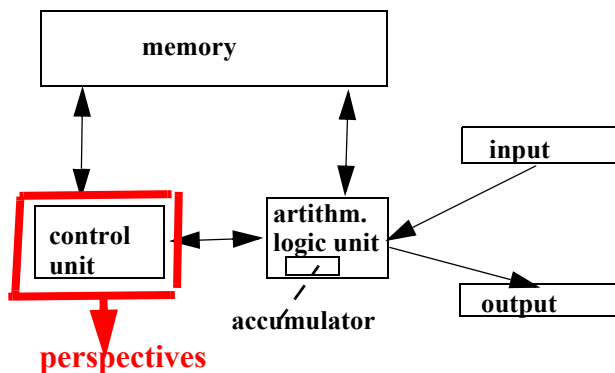 memory
input
artithm.
logic unit
control
unit
output
accumulator
perspectives